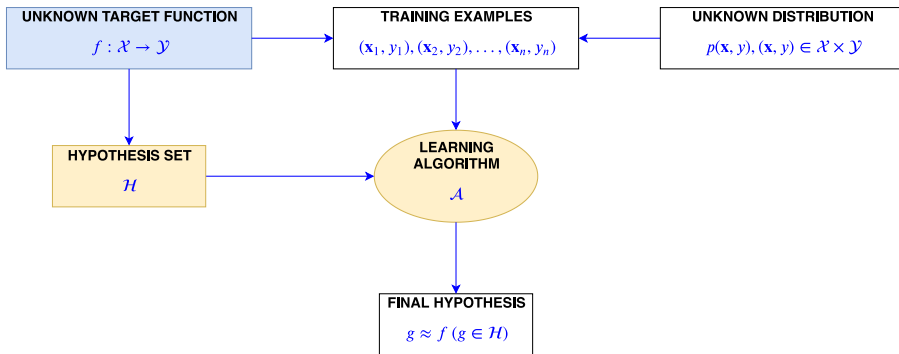 UNKNOWN TARGET FUNCTION
f : 𝒳 → 𝒴
TRAINING EXAMPLES
(𝐱₁, y₁), (𝐱₂, y₂), . . . , (𝐱ₙ, yₙ)
UNKNOWN DISTRIBUTION
p(𝐱, y), (𝐱, y) ∈ 𝒳 × 𝒴
HYPOTHESIS SET
ℋ
LEARNING
ALGORITHM
𝒜
FINAL HYPOTHESIS
g ≈ f (g ∈ ℋ)